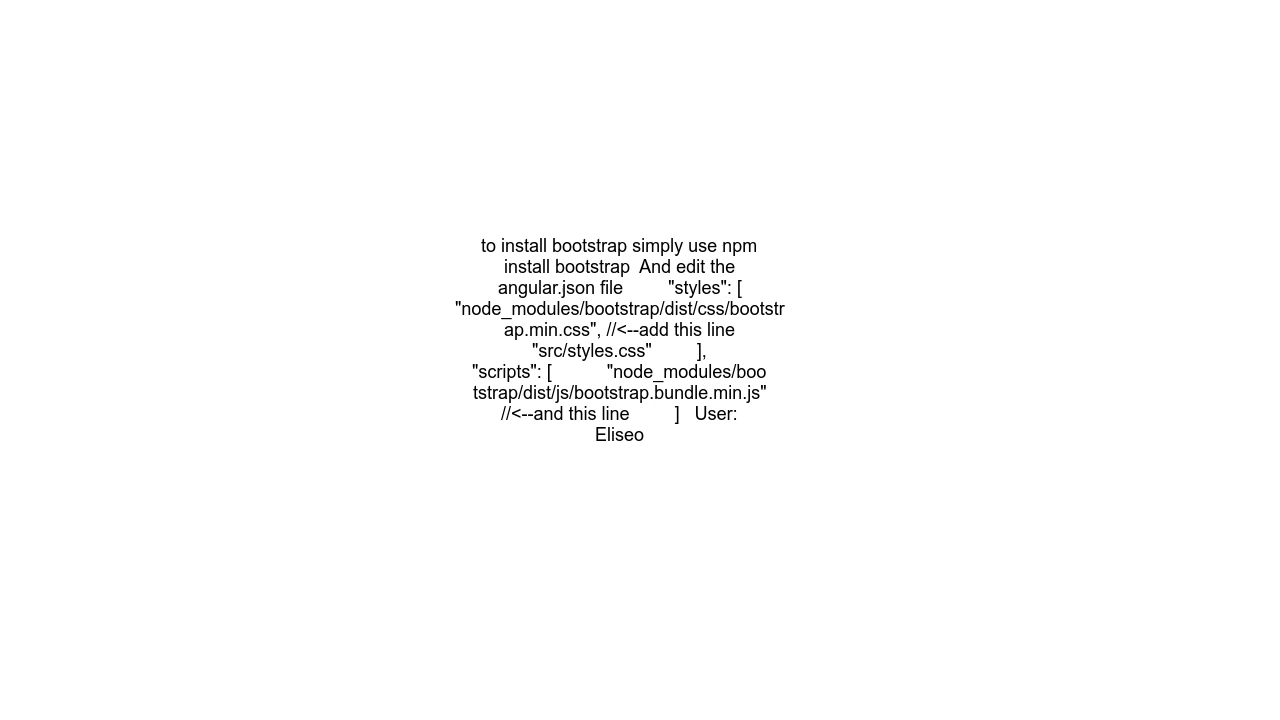 to install bootstrap simply use npm
install bootstrap  And edit the
angular.json file         "styles": [
"node_modules/bootstrap/dist/css/bootstr
ap.min.css", //<--add this line
"src/styles.css"         ],
"scripts": [           "node_modules/boo
tstrap/dist/js/bootstrap.bundle.min.js"
//<--and this line         ]   User:
Eliseo